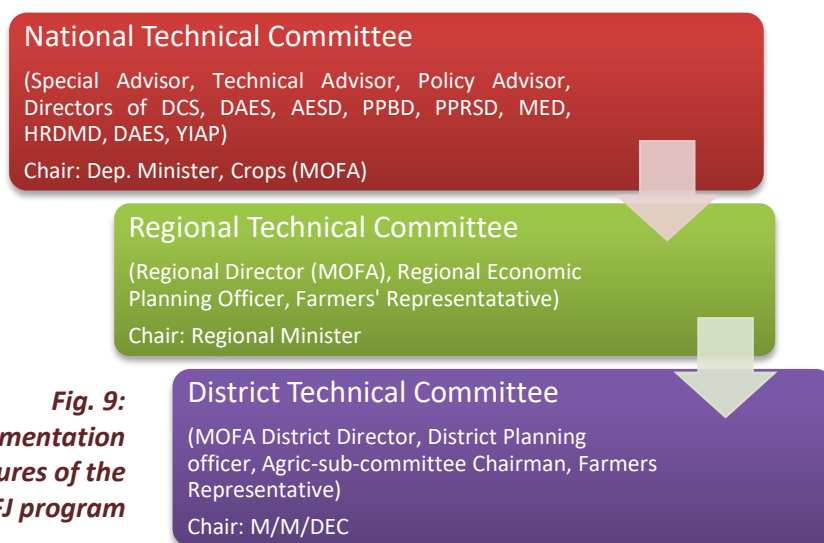 National Technical Committee
(Special Advisor, Technical Advisor, Policy Advisor,
Directors of DCS, DAES, AESD, PPBD, PPRSD, MED,
HRDMD, DAES, YIAP)
Chair: Dep. Minister, Crops (MOFA)
Regional Technical Committee
(Regional Director (MOFA), Regional Economic
Planning Officer, Farmers' Representatative)
Chair: Regional Minister
District Technical Committee
(MOFA District Director, District Planning
officer, Agric-sub-committee Chairman, Farmers
Representative)
Chair: M/M/DEC
Fig. 9:
mentation
ures of the
FJ program